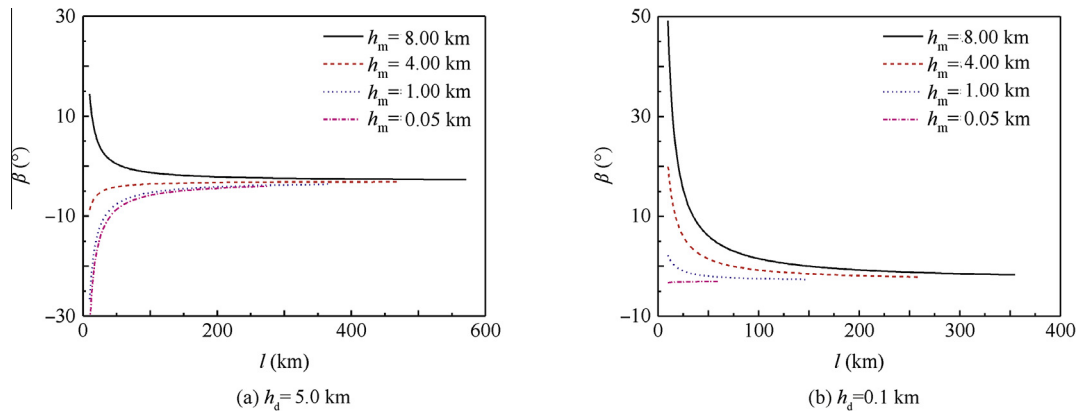 30
10
−10
−30
β (°)
0
200
400
600
l (km)
h_m= 8.00 km
h_m= 4.00 km
h_m= 1.00 km
h_m= 0.05 km
(a) h_d= 5.0 km
50
30
10
−10
β (°)
0
100
200
300
400
l (km)
h_m= 8.00 km
h_m= 4.00 km
h_m= 1.00 km
h_m= 0.05 km
(b) h_d=0.1 km